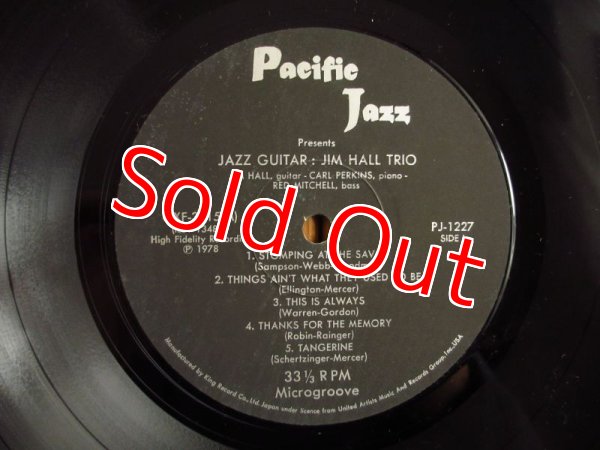 Pacific
Jazz
Presents
JAZZ GUITAR : JIM HALL TRIO
HALL, guitar - CARL PERKINS, piano -
RED MITCHELL, bass
PJ-1227
SIDE
High Fidelity
Ⓟ 1978
Sold Out
1. STOMPING AT THE
2. THINGS AIN'T WHAT THEY USED TO BE
(Ellington-Mercer)
3. THIS IS ALWAYS
(Warren-Gordon)
4. THANKS FOR THE MEMORY
(Robin-Rainger)
5. TANGERINE
(Schertzinger-Mercer)
33 1/3 RPM
Microgroove
Manufactured by King Record Co., Ltd. Japan under licence from United Artists Music And Records Group, Inc., USA.